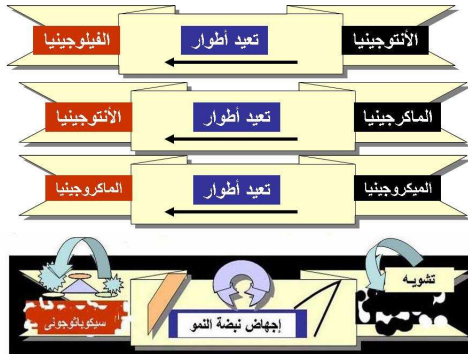 الأنتوجينيا تعيد أطوار الفيلوجينيا
الماكرجينيا تعيد أطوار الأنتوجينيا
الميكروجينيا تعيد أطوار الماكروجينيا
تشويه
إجهاض نبضة النمو
سيكوباثوجونى